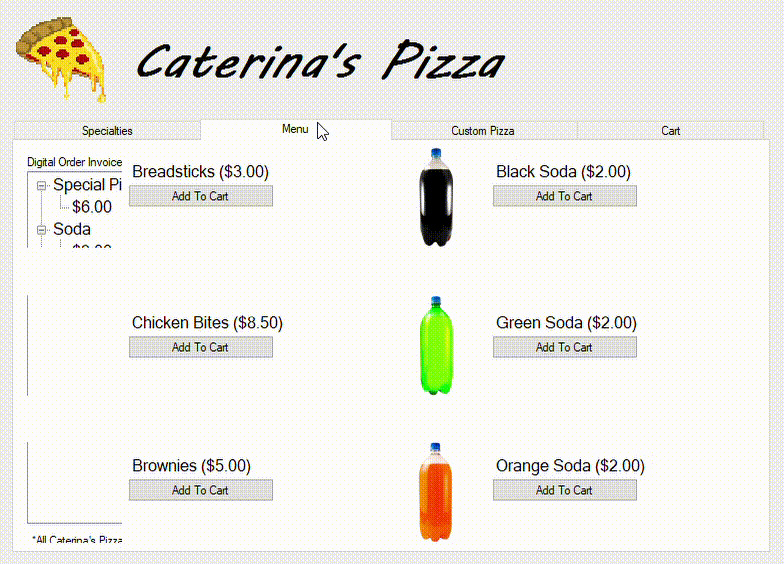 Caterina's Pizza
Specialties
Menu
Custom Pizza
Cart
Digital Order Invoice
Special Pi
$6.00
Soda
Breadsticks ($3.00)
Add To Cart
Black Soda ($2.00)
Add To Cart
Chicken Bites ($8.50)
Add To Cart
Green Soda ($2.00)
Add To Cart
Brownies ($5.00)
Add To Cart
Orange Soda ($2.00)
Add To Cart
*All Caterina's Pizza